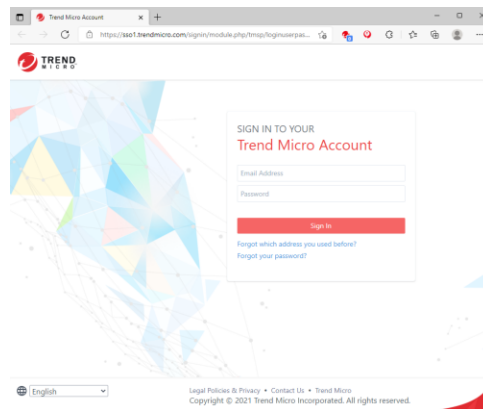 Trend Micro Account
https://sso1.trendmicro.com/signin/module.php/tmsp/loginuserpas...
TREND
MICRO
SIGN IN TO YOUR
Trend Micro Account
Email Address
Password
Sign In
Forgot which address you used before?
Forgot your password?
English
Legal Policies & Privacy • Contact Us • Trend Micro
Copyright © 2021 Trend Micro Incorporated. All rights reserved.